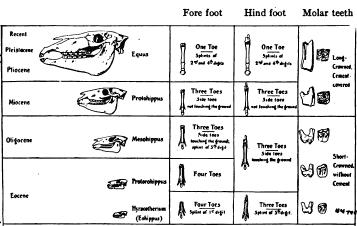 Fore foot Hind foot Molar teeth
Recent
Pleistocene
Pliocene
Equus
One Toe
Splints of
2nd and 4th digits
One Toe
Splints of
2nd and 4th digits
Long-
Crowned,
Cement-
covered
Miocene
Protohippus
Three Toes
Side toes
not touching the ground
Three Toes
Side toes
not touching the ground
Oligocene
Mesohippus
Three Toes
Side toes
touching the ground;
splint of 5th digit
Three Toes
Side toes
touching the ground
Short-
Crowned,
without
Cement
Eocene
Protorohippus
Four Toes
Hyracotherium
(Eohippus)
Four Toes
Splint of 1st digit
Three Toes
Splint of 5th digit